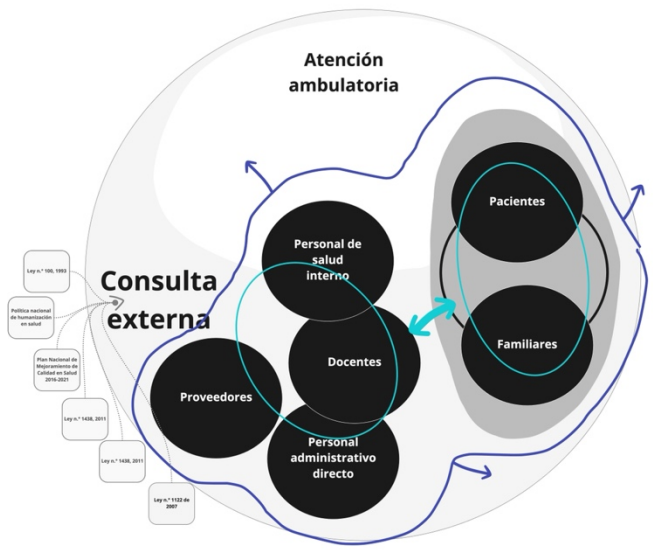 Atención
ambulatoria
Pacientes
Personal de
salud
interno
Ley n.° 100, 1993
Consulta
externa
Política nacional
de humanización
en salud
Familiares
Docentes
Plan Nacional de
Mejoramiento de
Calidad en Salud
2016-2021
Proveedores
Ley n.° 1438, 2011
Personal
administrativo
directo
Ley n.° 1438, 2011
Ley n.° 1122 de
2007